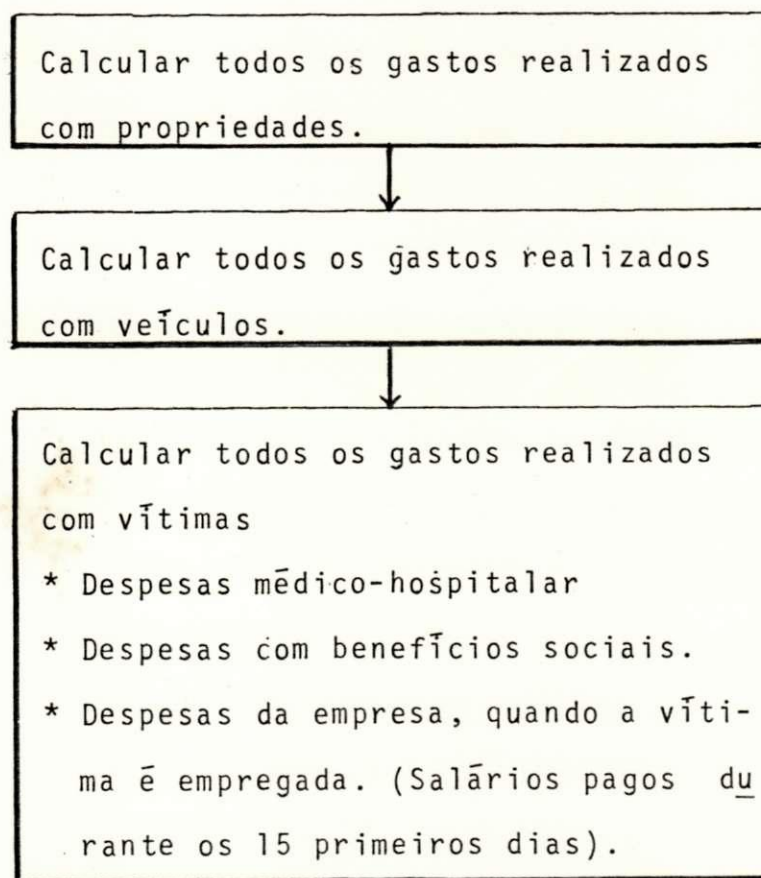 Calcular todos os gastos realizados
com propriedades.
Calcular todos os gastos realizados
com veículos.
Calcular todos os gastos realizados
com vítimas
* Despesas médico-hospitalar
* Despesas com benefícios sociais.
* Despesas da empresa, quando a víti-
ma é empregada. (Salários pagos du
rante os 15 primeiros dias).